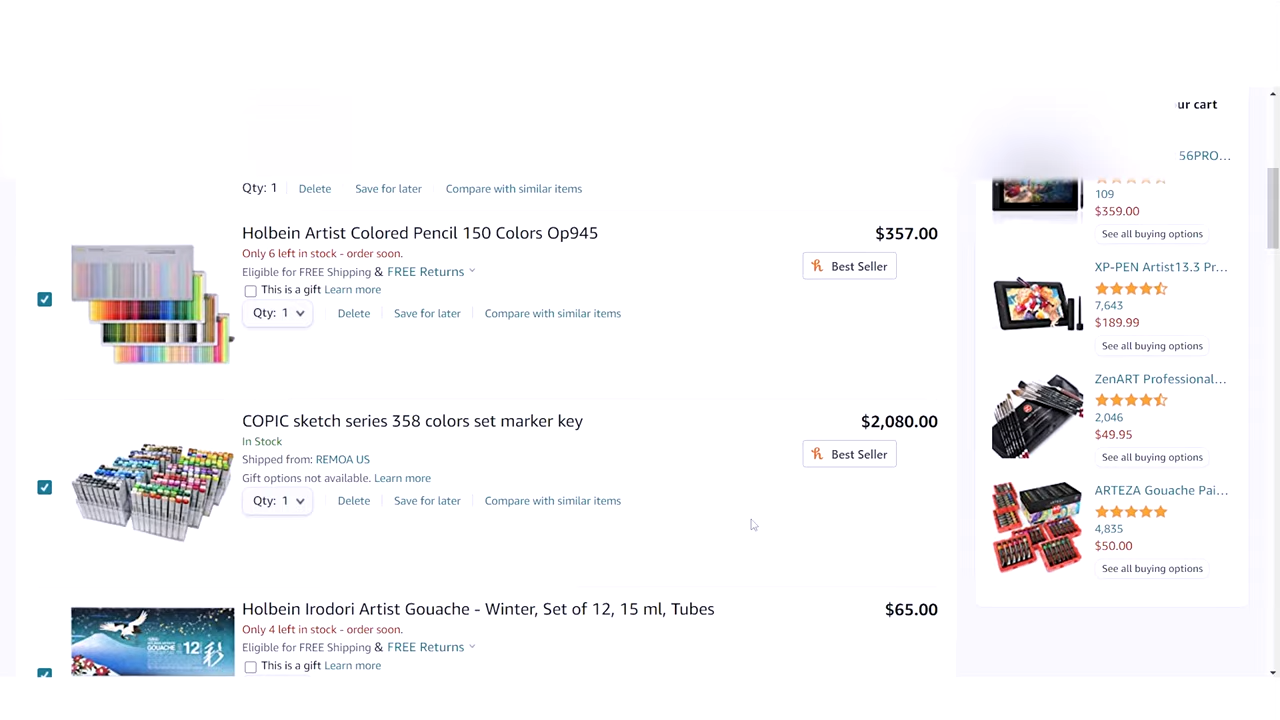 ur cart
56PRO...
Qty: 1 Delete Save for later Compare with similar items
109
$359.00
See all buying options
Holbein Artist Colored Pencil 150 Colors Op945 $357.00
Only 6 left in stock - order soon.
Best Seller
Eligible for FREE Shipping & FREE Returns
This is a gift Learn more
Qty: 1 Delete Save for later Compare with similar items
XP-PEN Artist13.3 Pr...
7,643
$189.99
See all buying options
COPIC sketch series 358 colors set marker key $2,080.00
In Stock
Best Seller
Shipped from: REMOA US
Gift options not available. Learn more
Qty: 1 Delete Save for later Compare with similar items
ZenART Professional...
2,046
$49.95
See all buying options
ARTEZA Gouache Pai...
4,835
$50.00
See all buying options
Holbein Irodori Artist Gouache - Winter, Set of 12, 15 ml, Tubes $65.00
Only 4 left in stock - order soon.
Eligible for FREE Shipping & FREE Returns
This is a gift Learn more
GOUACHE 12 彩